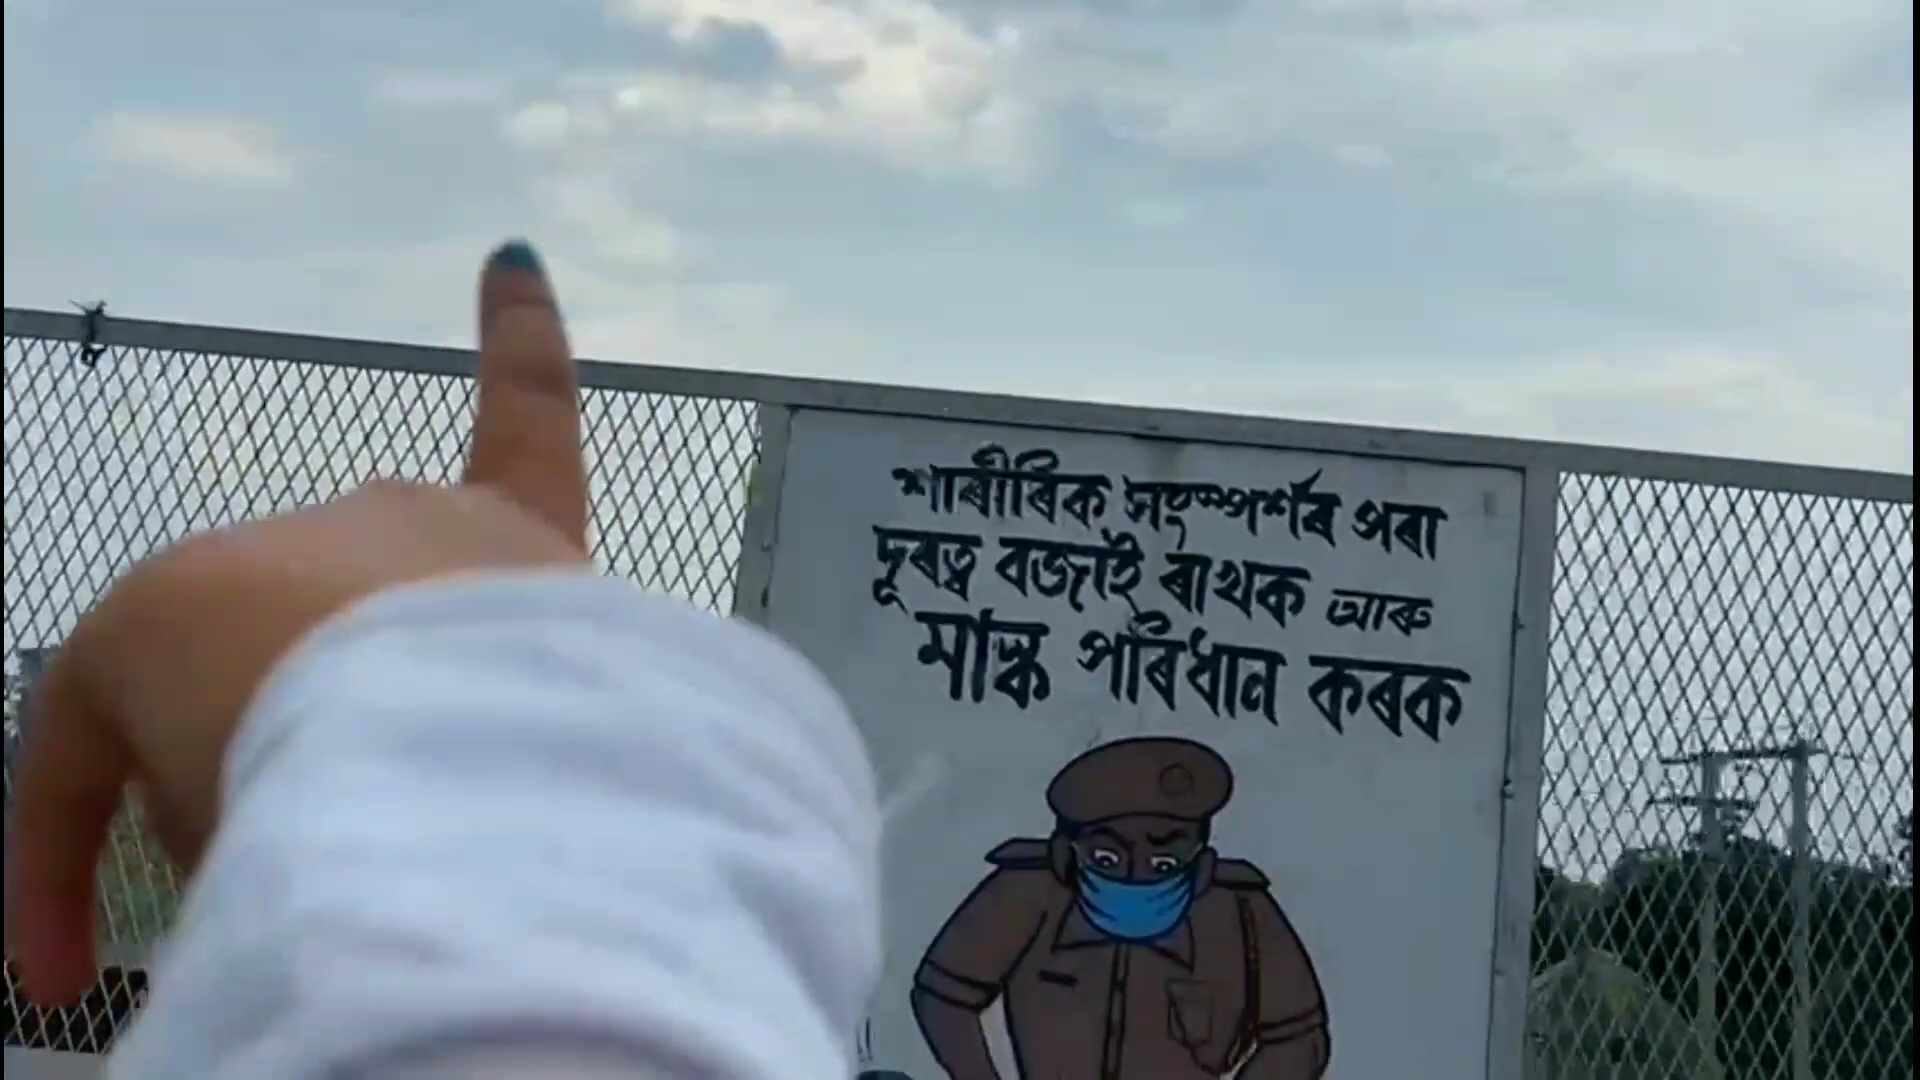 শাৰীৰিক সংস্পৰ্শৰ পৰা
দূৰত্ব বজাই ৰাখক আৰু
মাস্ক পৰিধান কৰক